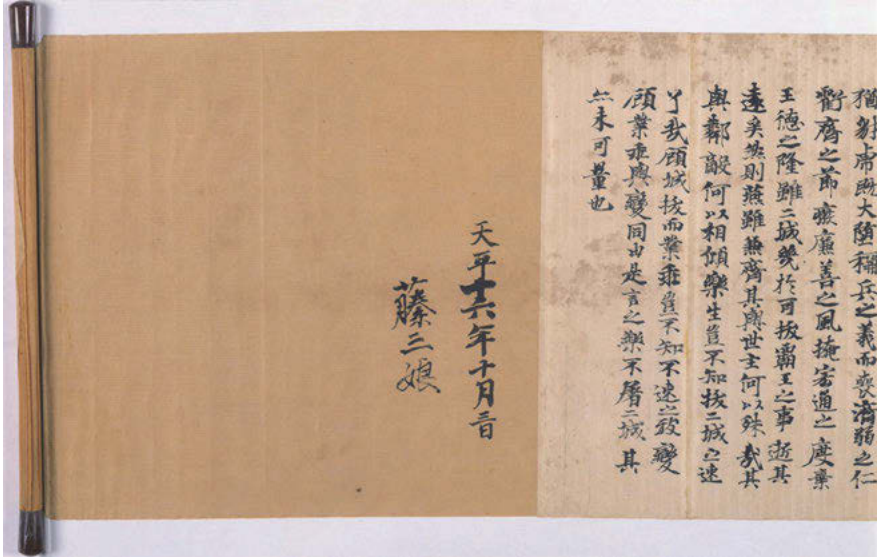 猶豺虎既大墮稱兵之義而喪濟弱之仁
虧齊之節廢廉善之風掩宏通之度棄
王德之隆雖二城幾於可拔霸王之事逝其
遠矣然則燕雖兼齊其與世主何以殊哉其
與鄰敵何以相傾樂生豈不知拔二城之速
了哉顧城拔而業乖豈不知不速之致變
顧業乖與變同由是言之樂不屠二城其
亦未可量也
天平十六年十月三日
藤三娘